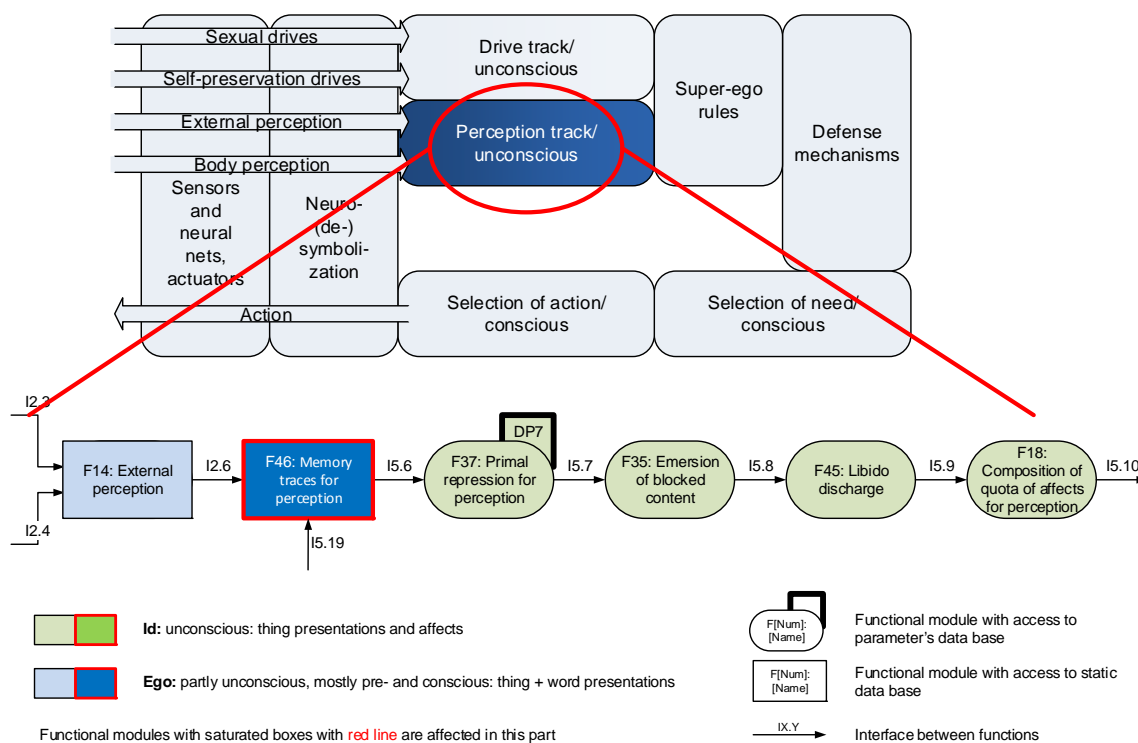 Sexual drives
Self-preservation drives
External perception
Body perception
Sensors
and
neural
nets,
actuators
Neuro-
(de-)
symboli-
zation
Action
Drive track/
unconscious
Perception track/
unconscious
Super-ego
rules
Defense
mechanisms
Selection of action/
conscious
Selection of need/
conscious
I2.3
I2.4
F14: External
perception
I2.6
F46: Memory
traces for
perception
I5.19
I5.6
DP7
F37: Primal
repression for
perception
I5.7
F35: Emersion
of blocked
content
I5.8
F45: Libido
discharge
I5.9
F18:
Composition of
quota of affects
for perception
I5.10
Id: unconscious: thing presentations and affects
Ego: partly unconscious, mostly pre- and conscious: thing + word presentations
Functional modules with saturated boxes with red line are affected in this part
F[Num]:
[Name]
Functional module with access to
parameter's data base
F[Num]:
[Name]
Functional module with access to static
data base
IX.Y
Interface between functions